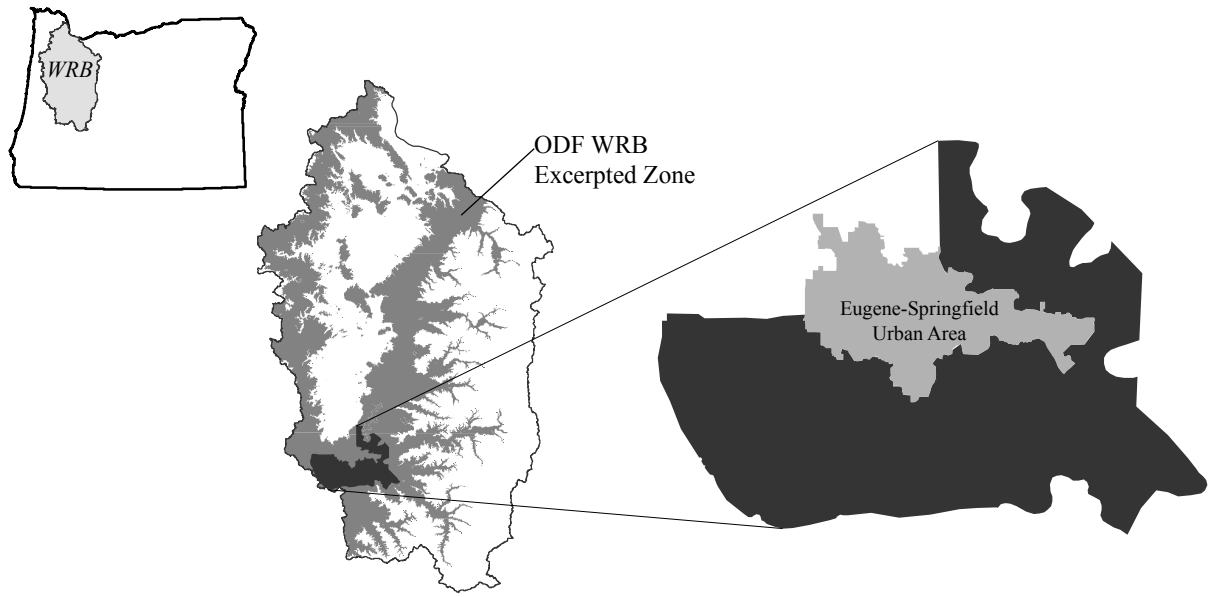 WRB
ODF WRB
Excerpted Zone
Eugene-Springfield
Urban Area